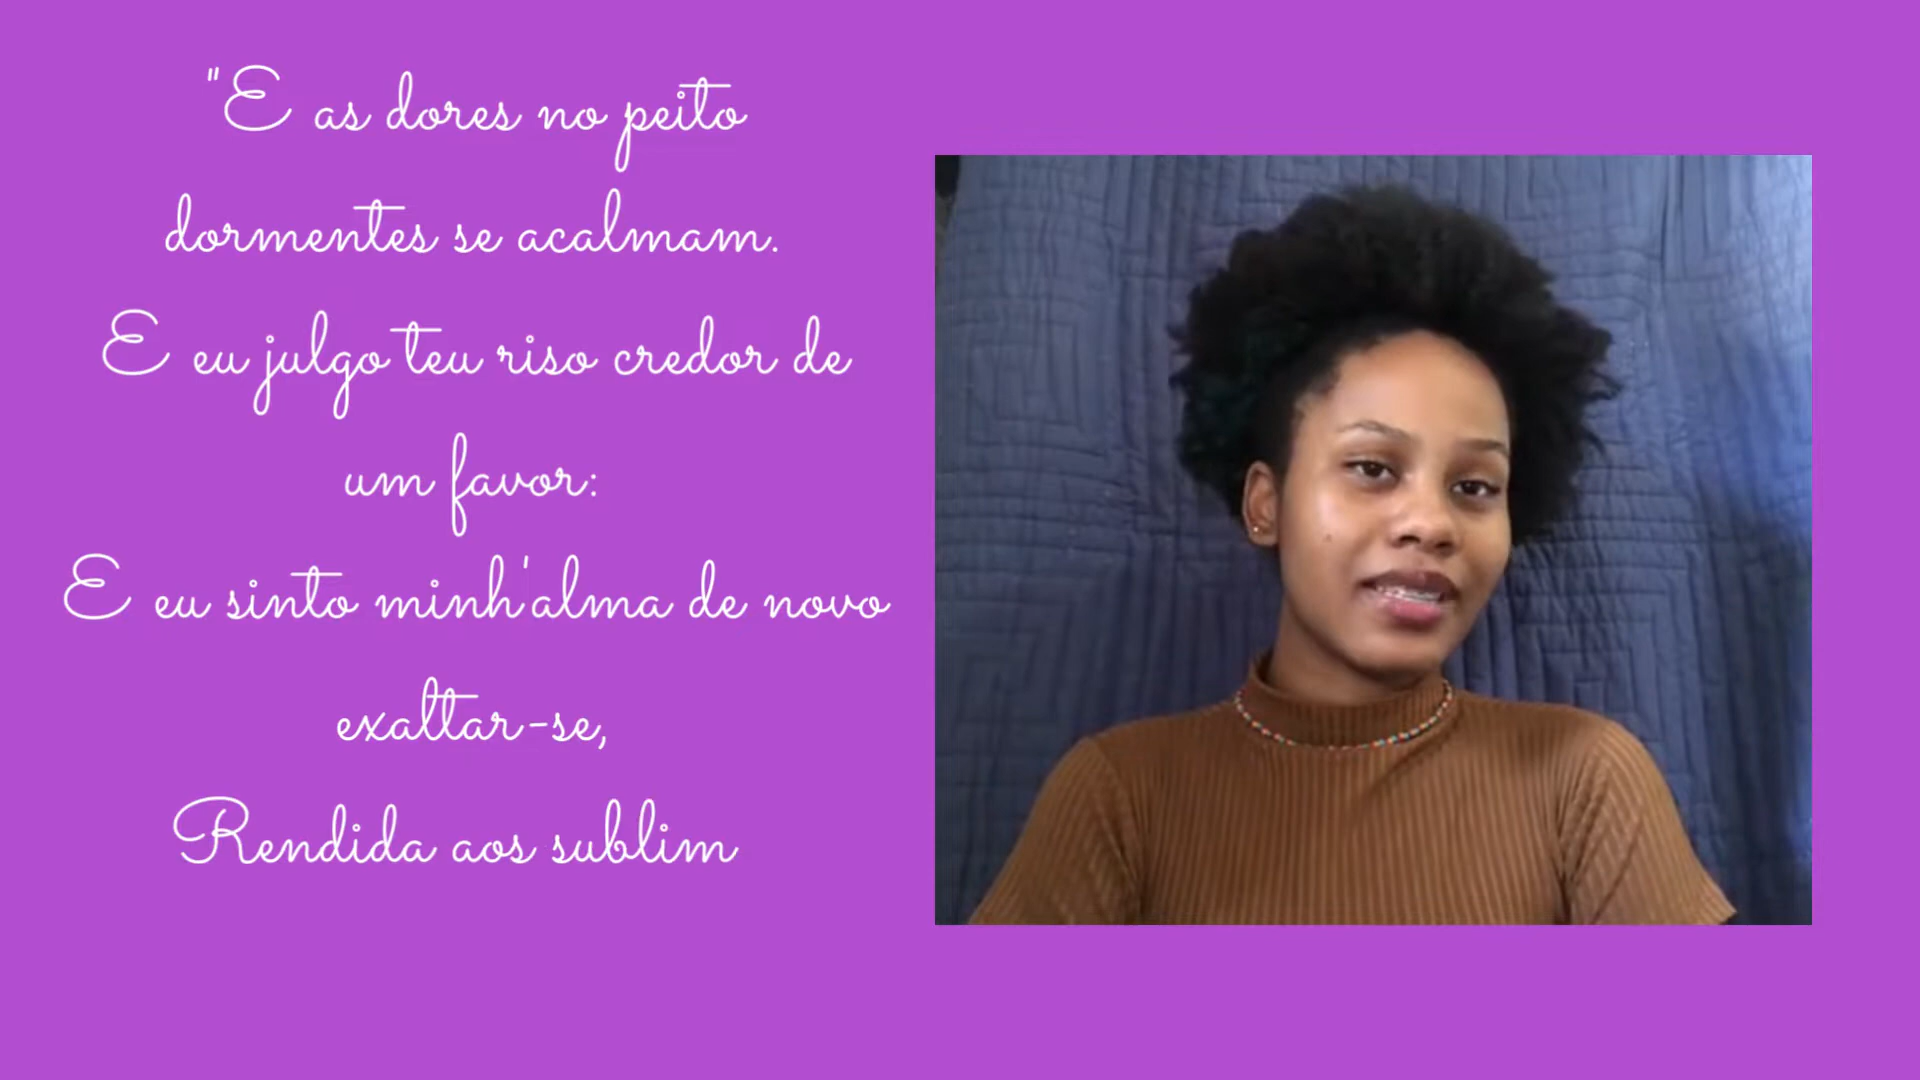 "E as dores no peito
dormentes se acalmam.
E eu julgo teu riso credor de
um favor:
E eu sinto minh'alma de novo
exaltar-se,
Rendida aos sublim